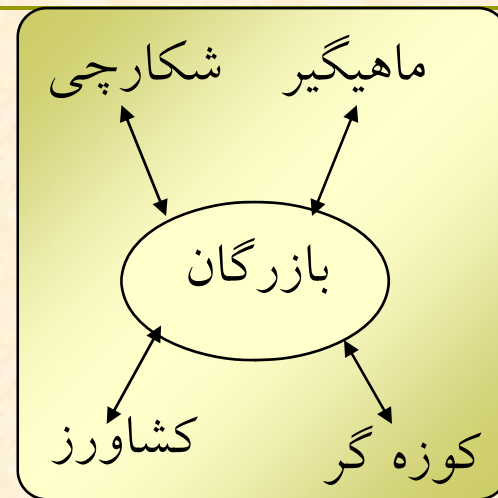 ماهیگیر شکارچی
بازرگان
کوزه گر کشاورز